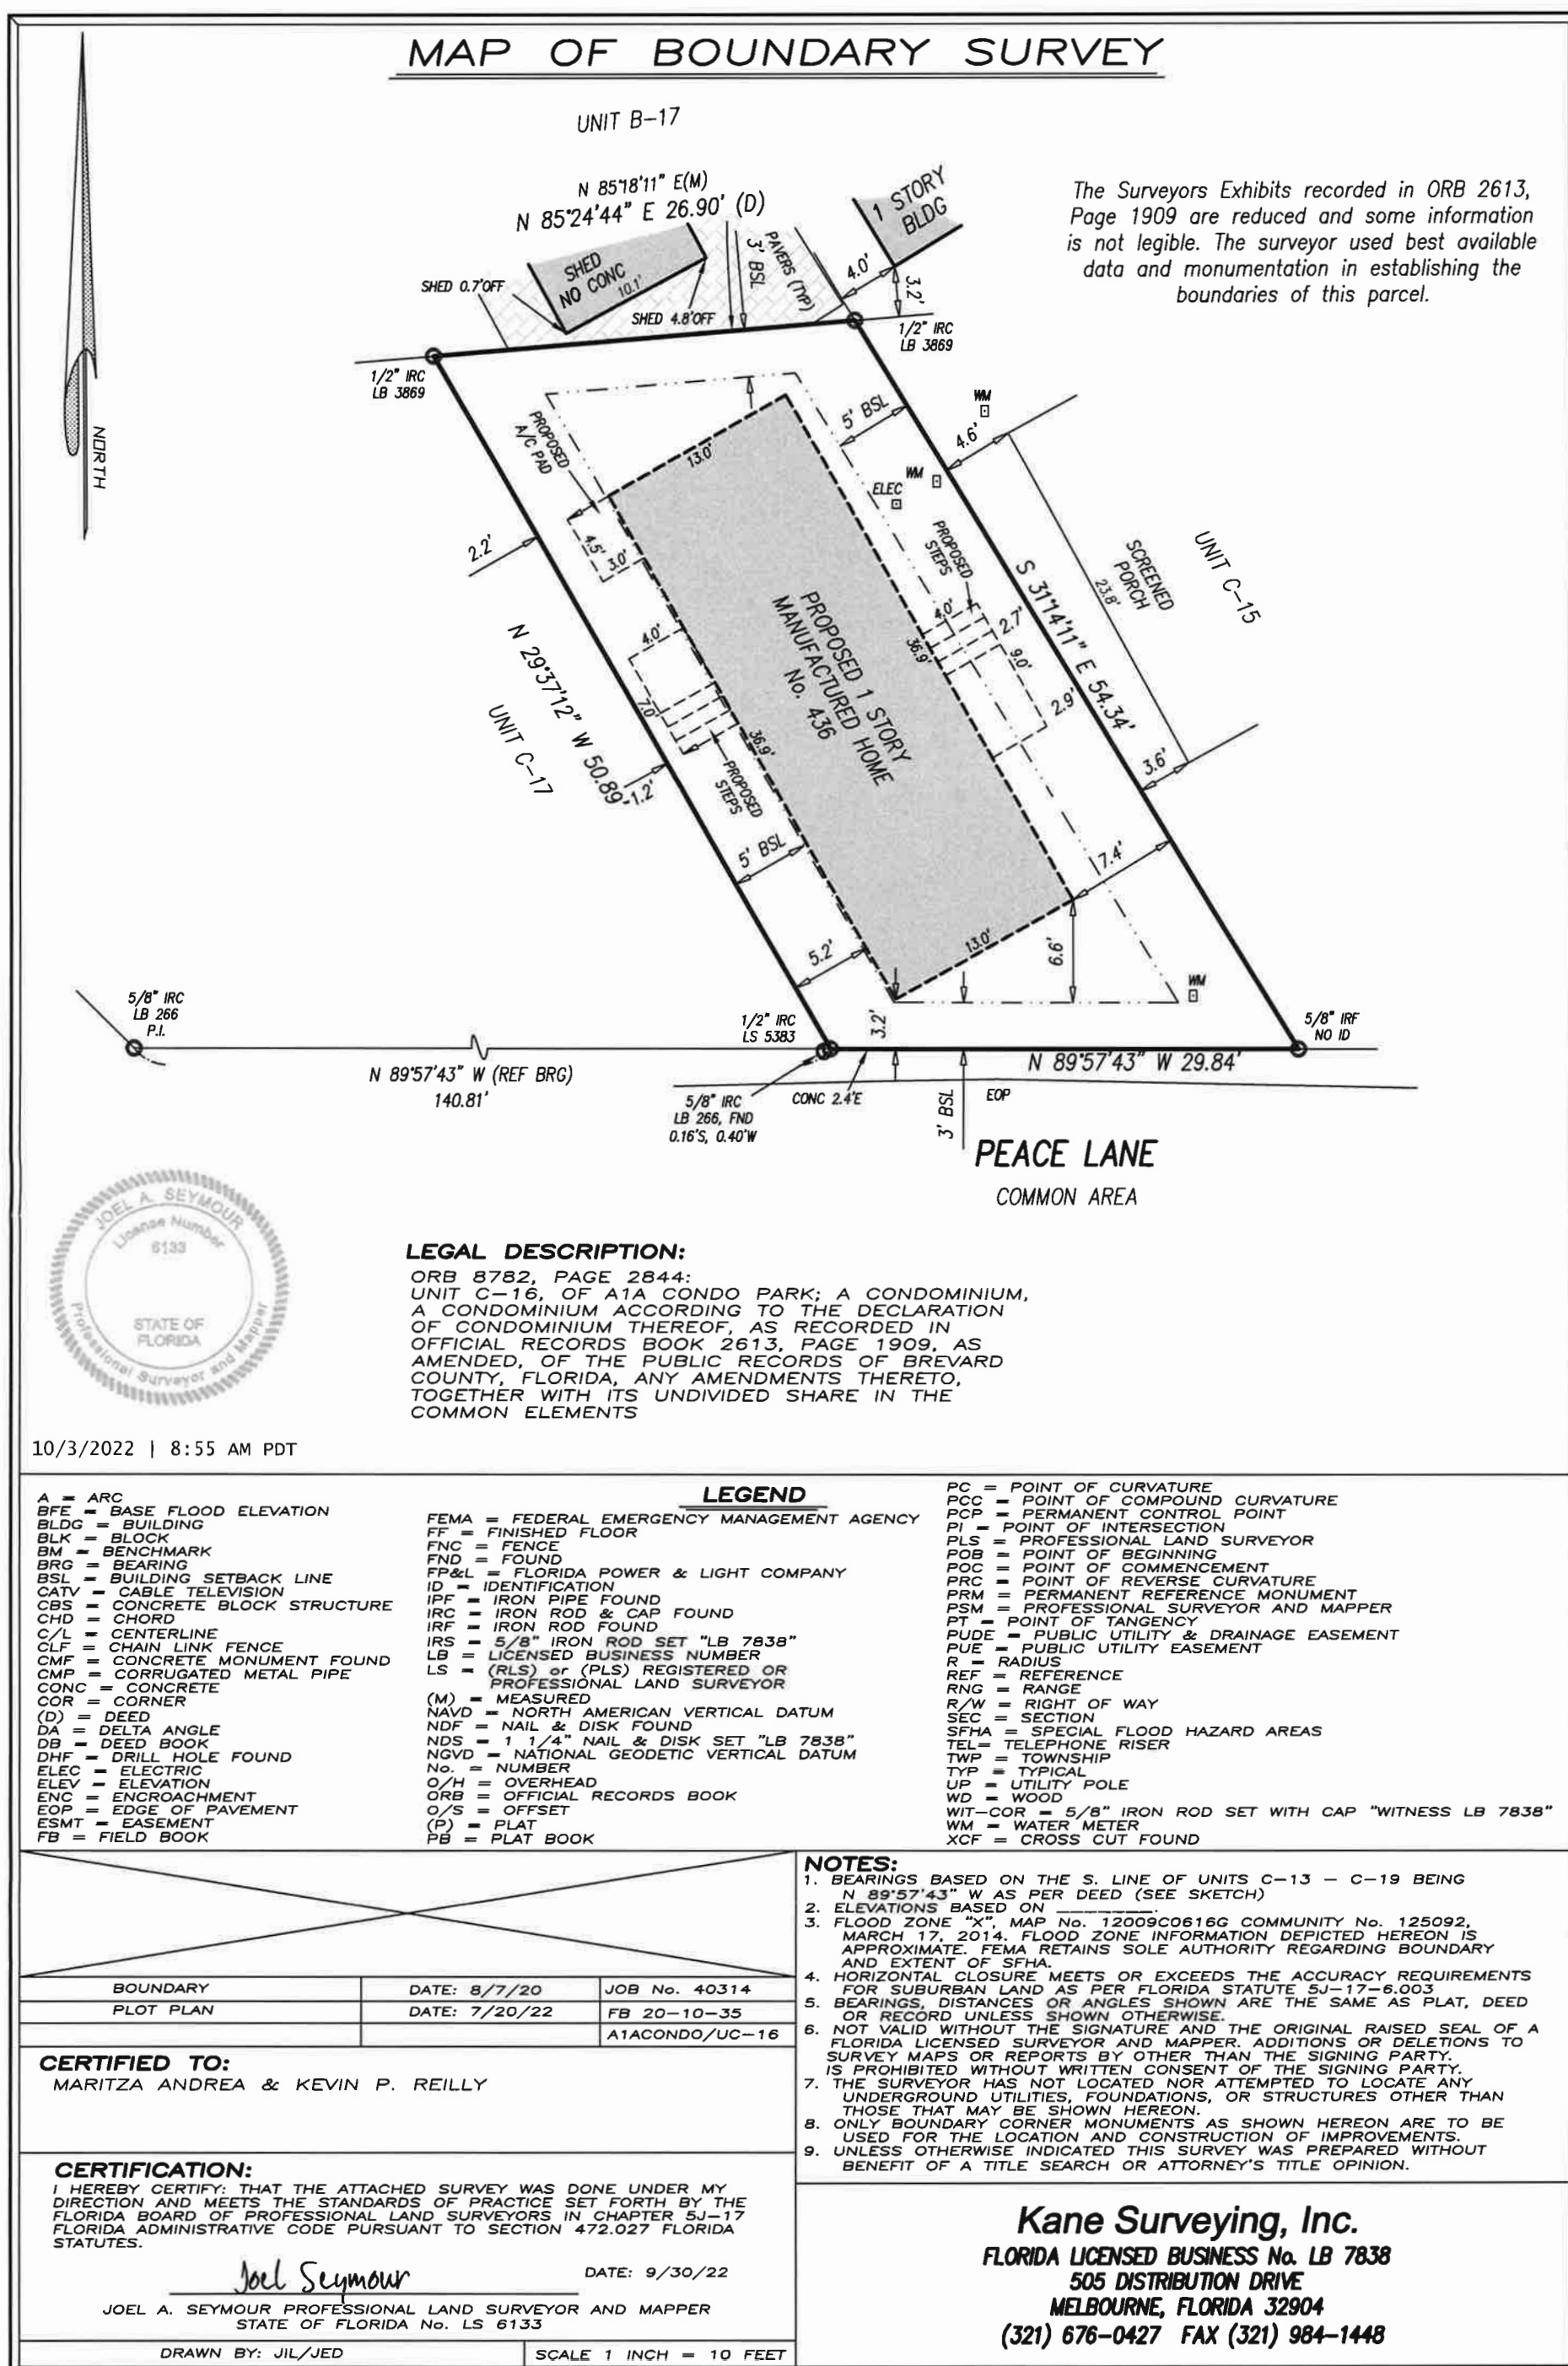 MAP OF BOUNDARY SURVEY
UNIT B-17
N 85°18'11" E(M)
N 85°24'44" E 26.90' (D)
The Surveyors Exhibits recorded in ORB 2613,
Page 1909 are reduced and some information
is not legible. The surveyor used best available
data and monumentation in establishing the
boundaries of this parcel.
1 STORY
BLDG
SHED
NO CONC
10.1'
SHED 0.7'OFF
SHED 4.8'OFF
3' BSL
PAVERS (TYP)
4.0'
3.2'
1/2" IRC
LB 3869
1/2" IRC
LB 3869
NORTH
PROPOSED
A/C PAD
13.0'
5' BSL
WM
4.6'
WM
ELEC
PROPOSED
STEPS
2.2'
4.5'
3.0'
SCREENED
PORCH
23.8'
UNIT C-15
S 31°14'11" E 54.34'
4.0'
2.7'
36.9'
9.0'
2.9'
PROPOSED 1 STORY
MANUFACTURED HOME
No. 436
N 29°37'12" W 50.89'
UNIT C-17
4.0'
7.0'
36.9'
1.2'
PROPOSED
STEPS
5' BSL
3.6'
7.4'
5.2'
13.0'
6.6'
WM
3.2'
5/8" IRC
LB 266
P.I.
1/2" IRC
LS 5383
5/8" IRF
NO ID
N 89°57'43" W (REF BRG)
140.81'
N 89°57'43" W 29.84'
5/8" IRC
LB 266, FND
0.16'S, 0.40'W
CONC 2.4'E
3' BSL
EOP
PEACE LANE
COMMON AREA
JOEL A. SEYMOUR
License Number
6133
STATE OF
FLORIDA
Professional Surveyor and Mapper
LEGAL DESCRIPTION:
ORB 8782, PAGE 2844:
UNIT C-16, OF A1A CONDO PARK; A CONDOMINIUM,
A CONDOMINIUM ACCORDING TO THE DECLARATION
OF CONDOMINIUM THEREOF, AS RECORDED IN
OFFICIAL RECORDS BOOK 2613, PAGE 1909, AS
AMENDED, OF THE PUBLIC RECORDS OF BREVARD
COUNTY, FLORIDA, ANY AMENDMENTS THERETO,
TOGETHER WITH ITS UNDIVIDED SHARE IN THE
COMMON ELEMENTS
10/3/2022 | 8:55 AM PDT
LEGEND
A = ARC
BFE = BASE FLOOD ELEVATION
BLDG = BUILDING
BLK = BLOCK
BM = BENCHMARK
BRG = BEARING
BSL = BUILDING SETBACK LINE
CATV = CABLE TELEVISION
CBS = CONCRETE BLOCK STRUCTURE
CHD = CHORD
C/L = CENTERLINE
CLF = CHAIN LINK FENCE
CMF = CONCRETE MONUMENT FOUND
CMP = CORRUGATED METAL PIPE
CONC = CONCRETE
COR = CORNER
(D) = DEED
DA = DELTA ANGLE
DB = DEED BOOK
DHF = DRILL HOLE FOUND
ELEC = ELECTRIC
ELEV = ELEVATION
ENC = ENCROACHMENT
EOP = EDGE OF PAVEMENT
ESMT = EASEMENT
FB = FIELD BOOK
FEMA = FEDERAL EMERGENCY MANAGEMENT AGENCY
FF = FINISHED FLOOR
FNC = FENCE
FND = FOUND
FP&L = FLORIDA POWER & LIGHT COMPANY
ID = IDENTIFICATION
IPF = IRON PIPE FOUND
IRC = IRON ROD & CAP FOUND
IRF = IRON ROD FOUND
IRS = 5/8" IRON ROD SET "LB 7838"
LB = LICENSED BUSINESS NUMBER
LS = (RLS) or (PLS) REGISTERED OR
PROFESSIONAL LAND SURVEYOR
(M) = MEASURED
NAVD = NORTH AMERICAN VERTICAL DATUM
NDF = NAIL & DISK FOUND
NDS = 1 1/4" NAIL & DISK SET "LB 7838"
NGVD = NATIONAL GEODETIC VERTICAL DATUM
No. = NUMBER
O/H = OVERHEAD
ORB = OFFICIAL RECORDS BOOK
O/S = OFFSET
(P) = PLAT
PB = PLAT BOOK
PC = POINT OF CURVATURE
PCC = POINT OF COMPOUND CURVATURE
PCP = PERMANENT CONTROL POINT
PI = POINT OF INTERSECTION
PLS = PROFESSIONAL LAND SURVEYOR
POB = POINT OF BEGINNING
POC = POINT OF COMMENCEMENT
PRC = POINT OF REVERSE CURVATURE
PRM = PERMANENT REFERENCE MONUMENT
PSM = PROFESSIONAL SURVEYOR AND MAPPER
PT = POINT OF TANGENCY
PUDE = PUBLIC UTILITY & DRAINAGE EASEMENT
PUE = PUBLIC UTILITY EASEMENT
R = RADIUS
REF = REFERENCE
RNG = RANGE
R/W = RIGHT OF WAY
SEC = SECTION
SFHA = SPECIAL FLOOD HAZARD AREAS
TEL= TELEPHONE RISER
TWP = TOWNSHIP
TYP = TYPICAL
UP = UTILITY POLE
WD = WOOD
WIT-COR = 5/8" IRON ROD SET WITH CAP "WITNESS LB 7838"
WM = WATER METER
XCF = CROSS CUT FOUND
BOUNDARY DATE: 8/7/20 JOB No. 40314
PLOT PLAN DATE: 7/20/22 FB 20-10-35
A1ACONDO/UC-16
CERTIFIED TO:
MARITZA ANDREA & KEVIN P. REILLY
CERTIFICATION:
I HEREBY CERTIFY: THAT THE ATTACHED SURVEY WAS DONE UNDER MY
DIRECTION AND MEETS THE STANDARDS OF PRACTICE SET FORTH BY THE
FLORIDA BOARD OF PROFESSIONAL LAND SURVEYORS IN CHAPTER 5J-17
FLORIDA ADMINISTRATIVE CODE PURSUANT TO SECTION 472.027 FLORIDA
STATUTES.
Joel Seymour
DATE: 9/30/22
JOEL A. SEYMOUR PROFESSIONAL LAND SURVEYOR AND MAPPER
STATE OF FLORIDA No. LS 6133
DRAWN BY: JIL/JED SCALE 1 INCH = 10 FEET
NOTES:
1. BEARINGS BASED ON THE S. LINE OF UNITS C-13 - C-19 BEING
N 89°57'43" W AS PER DEED (SEE SKETCH)
2. ELEVATIONS BASED ON ________.
3. FLOOD ZONE "X", MAP No. 12009C0616G COMMUNITY No. 125092,
MARCH 17, 2014. FLOOD ZONE INFORMATION DEPICTED HEREON IS
APPROXIMATE. FEMA RETAINS SOLE AUTHORITY REGARDING BOUNDARY
AND EXTENT OF SFHA.
4. HORIZONTAL CLOSURE MEETS OR EXCEEDS THE ACCURACY REQUIREMENTS
FOR SUBURBAN LAND AS PER FLORIDA STATUTE 5J-17-6.003
5. BEARINGS, DISTANCES OR ANGLES SHOWN ARE THE SAME AS PLAT, DEED
OR RECORD UNLESS SHOWN OTHERWISE.
6. NOT VALID WITHOUT THE SIGNATURE AND THE ORIGINAL RAISED SEAL OF A
FLORIDA LICENSED SURVEYOR AND MAPPER. ADDITIONS OR DELETIONS TO
SURVEY MAPS OR REPORTS BY OTHER THAN THE SIGNING PARTY.
IS PROHIBITED WITHOUT WRITTEN CONSENT OF THE SIGNING PARTY.
7. THE SURVEYOR HAS NOT LOCATED NOR ATTEMPTED TO LOCATE ANY
UNDERGROUND UTILITIES, FOUNDATIONS, OR STRUCTURES OTHER THAN
THOSE THAT MAY BE SHOWN HEREON.
8. ONLY BOUNDARY CORNER MONUMENTS AS SHOWN HEREON ARE TO BE
USED FOR THE LOCATION AND CONSTRUCTION OF IMPROVEMENTS.
9. UNLESS OTHERWISE INDICATED THIS SURVEY WAS PREPARED WITHOUT
BENEFIT OF A TITLE SEARCH OR ATTORNEY'S TITLE OPINION.
Kane Surveying, Inc.
FLORIDA LICENSED BUSINESS No. LB 7838
505 DISTRIBUTION DRIVE
MELBOURNE, FLORIDA 32904
(321) 676-0427 FAX (321) 984-1448